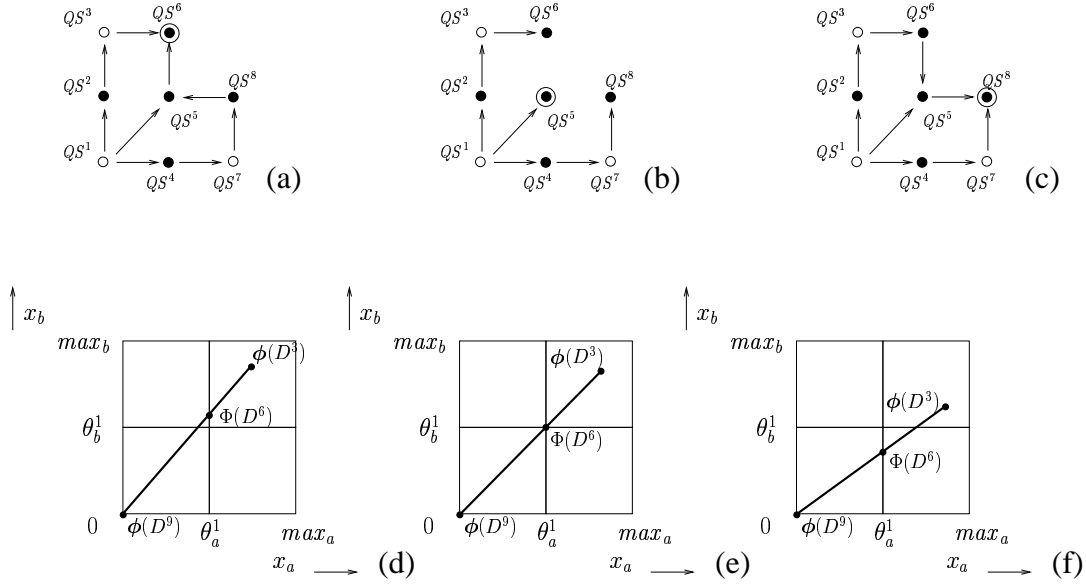 QS^6 QS^6 QS^6
QS^3 QS^3 QS^3
QS^2 QS^8 QS^2 QS^8 QS^2 QS^8
QS^5 QS^5 QS^5
QS^1 QS^1 QS^1
QS^4 QS^7 (a) QS^4 QS^7 (b) QS^4 QS^7 (c)
x_b x_b x_b
max_b max_b max_b
ϕ(D^3) ϕ(D^3) ϕ(D^3)
θ_b^1 Φ(D^6) θ_b^1 Φ(D^6) θ_b^1 Φ(D^6)
0 ϕ(D^9) θ_a^1 max_a 0 ϕ(D^9) θ_a^1 max_a 0 ϕ(D^9) θ_a^1 max_a
x_a (d) x_a (e) x_a (f)